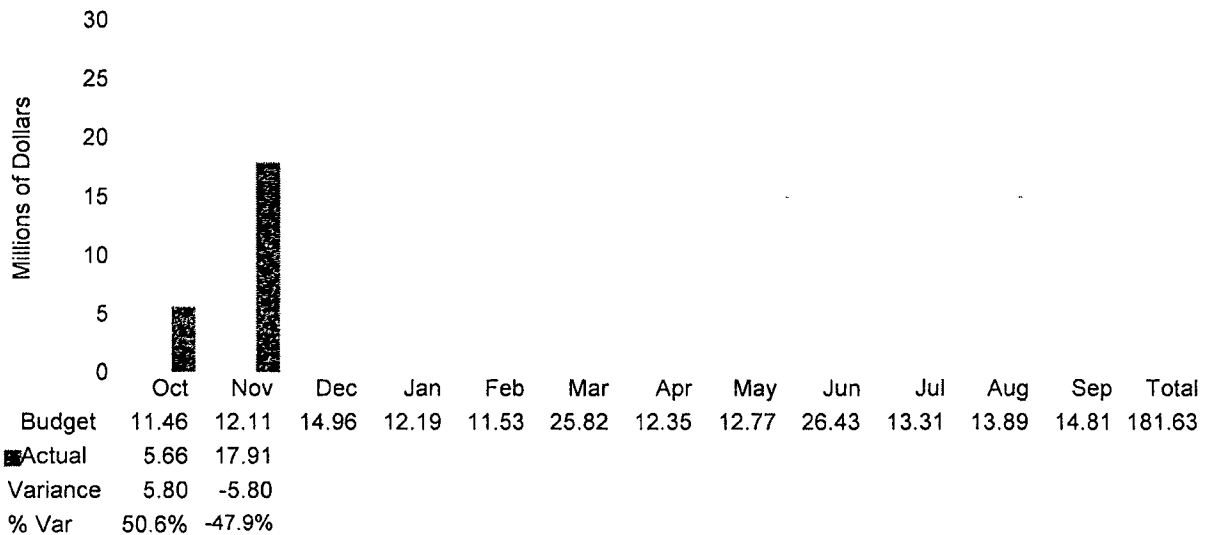 30
25
20
15
10
5
0
Millions of Dollars
Oct Nov Dec Jan Feb Mar Apr May Jun Jul Aug Sep Total
Budget 11.46 12.11 14.96 12.19 11.53 25.82 12.35 12.77 26.43 13.31 13.89 14.81 181.63
Actual 5.66 17.91
Variance 5.80 -5.80
% Var 50.6% -47.9%